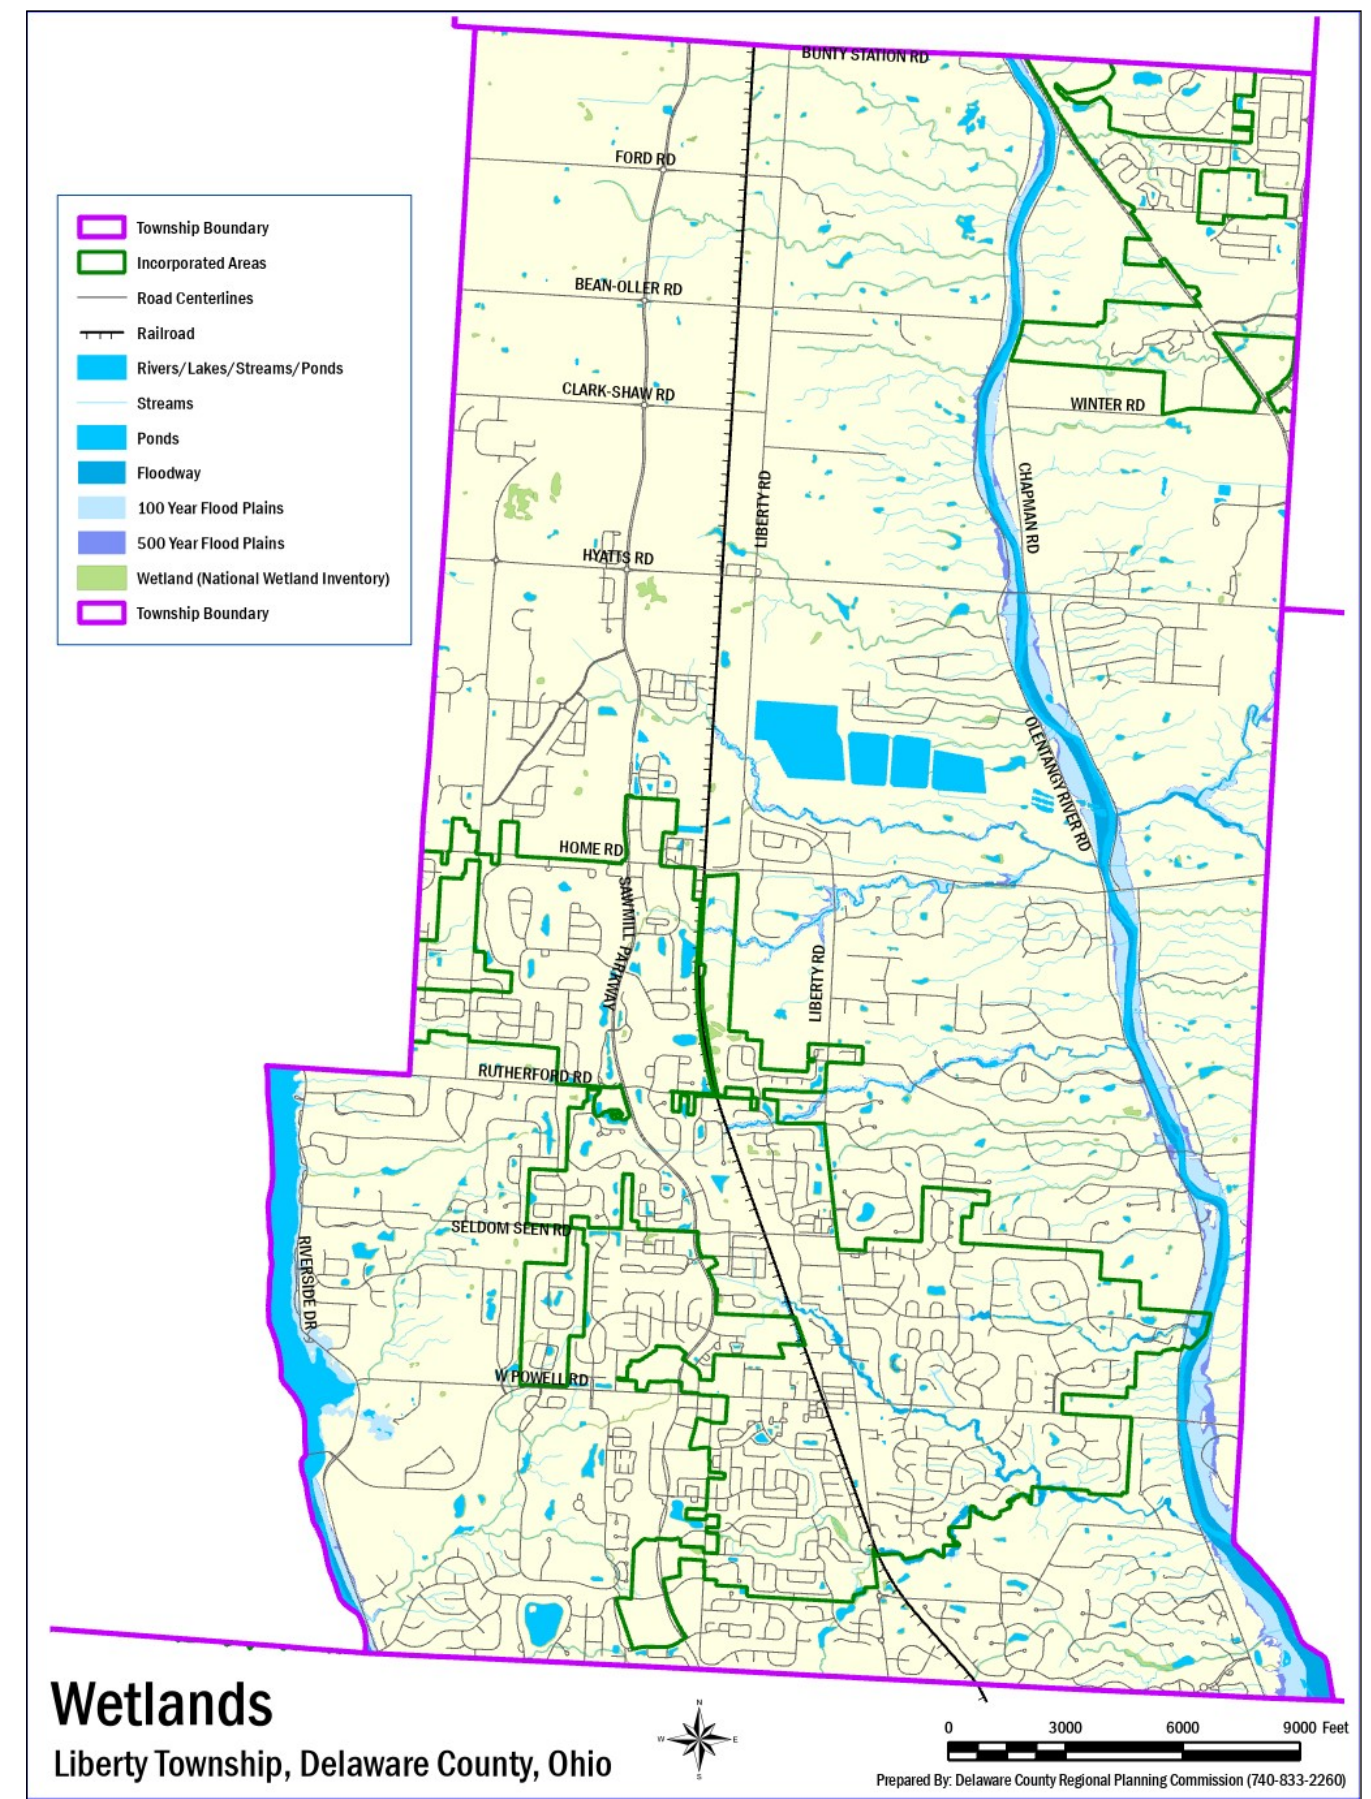 BUNTY STATION RD
FORD RD
Township Boundary
Incorporated Areas
Road Centerlines
Railroad
Rivers/Lakes/Streams/Ponds
Streams
Ponds
Floodway
100 Year Flood Plains
500 Year Flood Plains
Wetland (National Wetland Inventory)
Township Boundary
BEAN-OLLER RD
CLARK-SHAW RD
WINTER RD
LIBERTY RD
CHAPMAN RD
HYATTS RD
OLENTANGY RIVER RD
HOME RD
SAWMILL PARKWAY
LIBERTY RD
RUTHERFORD RD
SELDOM SEEN RD
RIVERSIDE DR
W POWELL RD
Wetlands
Liberty Township, Delaware County, Ohio
N
W E
S
0 3000 6000 9000 Feet
Prepared By: Delaware County Regional Planning Commission (740-833-2260)